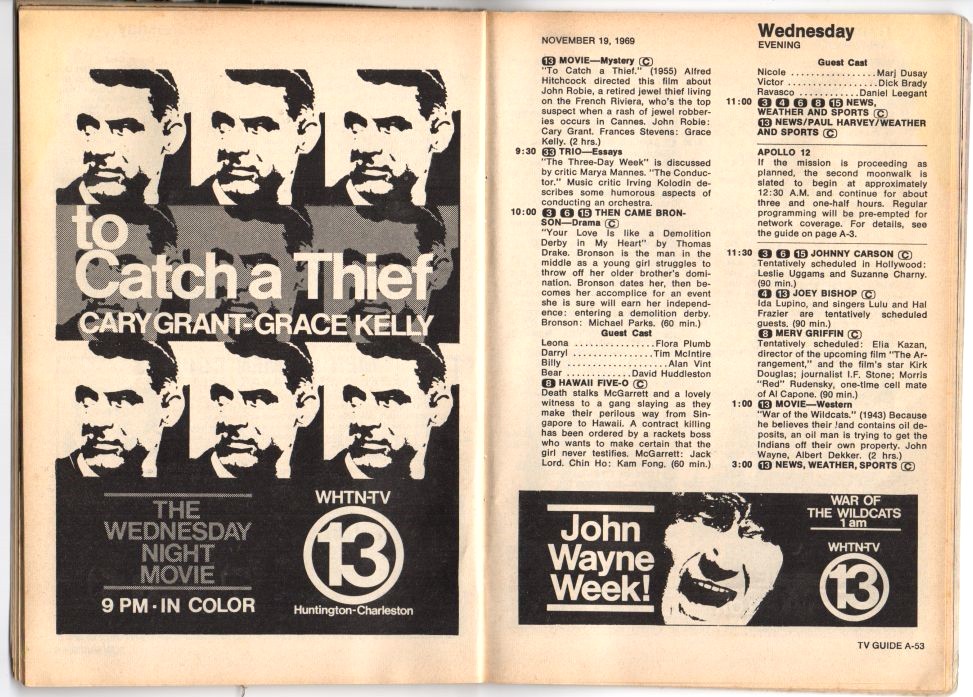 to
Catch a Thief
CARY GRANT-GRACE KELLY
THE
WEDNESDAY
NIGHT
MOVIE
9 PM · IN COLOR
WHTN-TV
13
Huntington-Charleston
NOVEMBER 19, 1969
13 MOVIE—Mystery C
"To Catch a Thief." (1955) Alfred
Hitchcock directed this film about
John Robie, a retired jewel thief living
on the French Riviera, who's the top
suspect when a rash of jewel robber-
ies occurs in Cannes. John Robie:
Cary Grant. Frances Stevens: Grace
Kelly. (2 hrs.)
9:30 33 TRIO—Essays
"The Three-Day Week" is discussed
by critic Marya Mannes. "The Conduc-
tor." Music critic Irving Kolodin de-
scribes some humorous aspects of
conducting an orchestra.
10:00 3 6 15 THEN CAME BRON-
SON—Drama C
"Your Love Is like a Demolition
Derby in My Heart" by Thomas
Drake. Bronson is the man in the
middle as a young girl struggles to
throw off her older brother's domi-
nation. Bronson dates her, then be-
comes her accomplice for an event
she is sure will earn her independ-
ence: entering a demolition derby.
Bronson: Michael Parks. (60 min.)
Guest Cast
Leona ................Flora Plumb
Darryl ................Tim McIntire
Billy ....................Alan Vint
Bear .............David Huddleston
8 HAWAII FIVE-O C
Death stalks McGarrett and a lovely
witness to a gang slaying as they
make their perilous way from Sin-
gapore to Hawaii. A contract killing
has been ordered by a rackets boss
who wants to make certain that the
girl never testifies. McGarrett: Jack
Lord. Chin Ho: Kam Fong. (60 min.)
Wednesday
EVENING
Guest Cast
Nicole .................Marj Dusay
Victor .................Dick Brady
Ravasco ............Daniel Leegant
11:00 3 4 6 8 15 NEWS,
WEATHER AND SPORTS C
13 NEWS/PAUL HARVEY/WEATHER
AND SPORTS C
APOLLO 12
If the mission is proceeding as
planned, the second moonwalk is
slated to begin at approximately
12:30 A.M. and continue for about
three and one-half hours. Regular
programming will be pre-empted for
network coverage. For details, see
the guide on page A-3.
11:30 3 6 15 JOHNNY CARSON C
Tentatively scheduled in Hollywood:
Leslie Uggams and Suzanne Charny.
(90 min.)
4 13 JOEY BISHOP C
Ida Lupino, and singers Lulu and Hal
Frazier are tentatively scheduled
guests. (90 min.)
8 MERV GRIFFIN C
Tentatively scheduled: Elia Kazan,
director of the upcoming film "The Ar-
rangement," and the film's star Kirk
Douglas; journalist I.F. Stone; Morris
"Red" Rudensky, one-time cell mate
of Al Capone. (90 min.)
1:00 13 MOVIE—Western
"War of the Wildcats." (1943) Because
he believes their land contains oil de-
posits, an oil man is trying to get the
Indians off their own property. John
Wayne, Albert Dekker. (2 hrs.)
3:00 13 NEWS, WEATHER, SPORTS C
John
Wayne
Week!
WAR OF
THE WILDCATS
1 am
WHTN-TV
13
TV GUIDE A-53